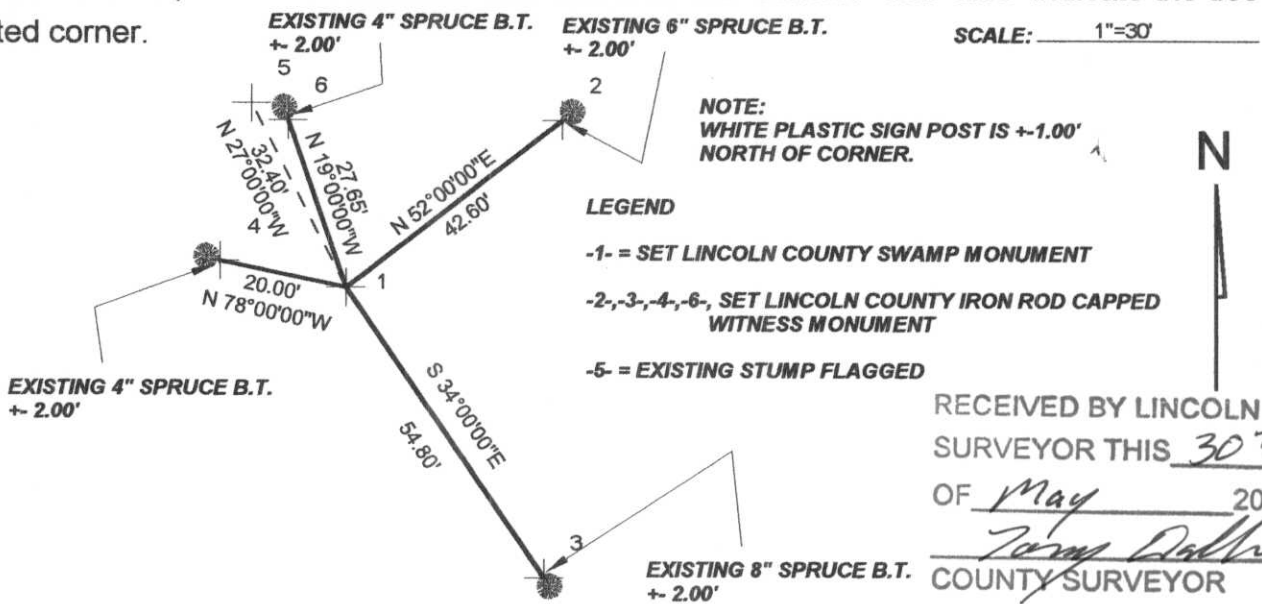 ted corner.
EXISTING 4" SPRUCE B.T.
+- 2.00'
EXISTING 6" SPRUCE B.T.
+- 2.00'
SCALE: 1"=30'
5
6
2
NOTE:
WHITE PLASTIC SIGN POST IS +-1.00'
NORTH OF CORNER.
N
N 27°00'00"W
32.40'
N 19°00'00"W
27.65'
N 52°00'00"E
42.60'
LEGEND
-1- = SET LINCOLN COUNTY SWAMP MONUMENT
-2-,-3-,-4-,-6-, SET LINCOLN COUNTY IRON ROD CAPPED
WITNESS MONUMENT
-5- = EXISTING STUMP FLAGGED
4
20.00'
N 78°00'00"W
1
EXISTING 4" SPRUCE B.T.
+- 2.00'
S 34°00'00"E
54.80'
3
EXISTING 8" SPRUCE B.T.
+- 2.00'
RECEIVED BY LINCOLN
SURVEYOR THIS 30
OF May 20
COUNTY SURVEYOR